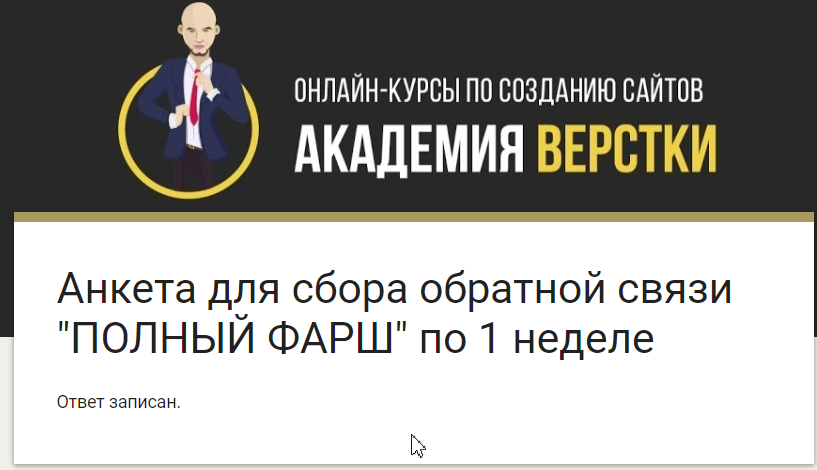 ОНЛАЙН-КУРСЫ ПО СОЗДАНИЮ САЙТОВ
АКАДЕМИЯ ВЕРСТКИ
Анкета для сбора обратной связи
"ПОЛНЫЙ ФАРШ" по 1 неделе
Ответ записан.